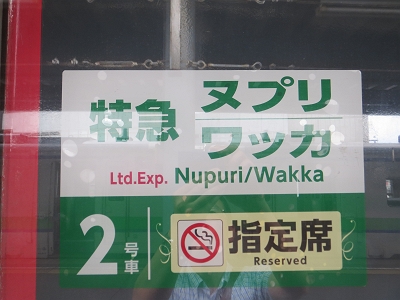 特急 ヌプリ
ワッカ
Ltd.Exp. Nupuri/Wakka
2号車 指定席
Reserved